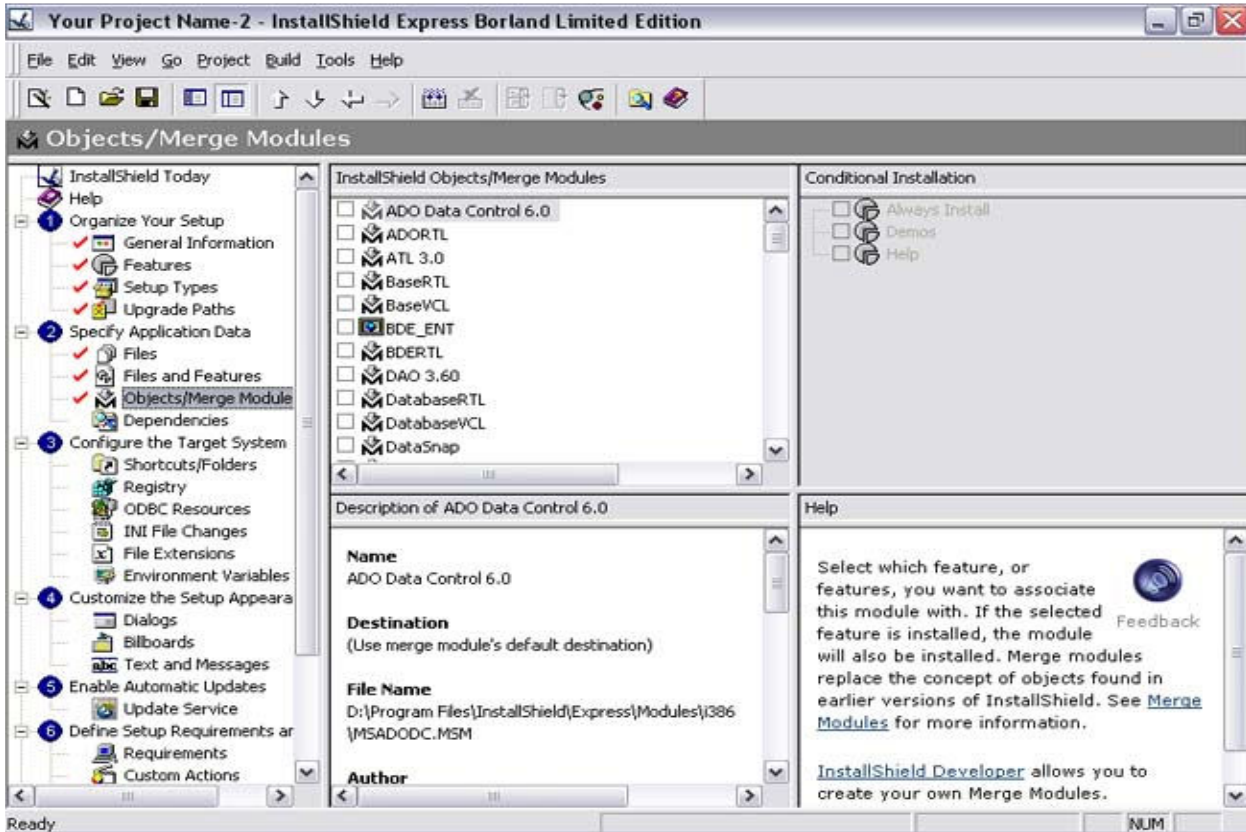 Your Project Name-2 - InstallShield Express Borland Limited Edition
File Edit View Go Project Build Tools Help
Objects/Merge Modules
InstallShield Today
Help
1 Organize Your Setup
General Information
Features
Setup Types
Upgrade Paths
2 Specify Application Data
Files
Files and Features
Objects/Merge Module
Dependencies
3 Configure the Target System
Shortcuts/Folders
Registry
ODBC Resources
INI File Changes
File Extensions
Environment Variables
4 Customize the Setup Appeara
Dialogs
Billboards
abc Text and Messages
5 Enable Automatic Updates
Update Service
6 Define Setup Requirements ar
Requirements
Custom Actions
InstallShield Objects/Merge Modules
ADO Data Control 6.0
ADORTL
ATL 3.0
BaseRTL
BaseVCL
BDE_ENT
BDERTL
DAO 3.60
DatabaseRTL
DatabaseVCL
DataSnap
Conditional Installation
Always Install
Demos
Help
Description of ADO Data Control 6.0
Name
ADO Data Control 6.0
Destination
(Use merge module's default destination)
File Name
D:\Program Files\InstallShield\Express\Modules\i386
\MSADODC.MSM
Author
Help
Select which feature, or
features, you want to associate
this module with. If the selected
feature is installed, the module
will also be installed. Merge modules
replace the concept of objects found in
earlier versions of InstallShield. See Merge
Modules for more information.
Feedback
InstallShield Developer allows you to
create your own Merge Modules.
Ready
NUM